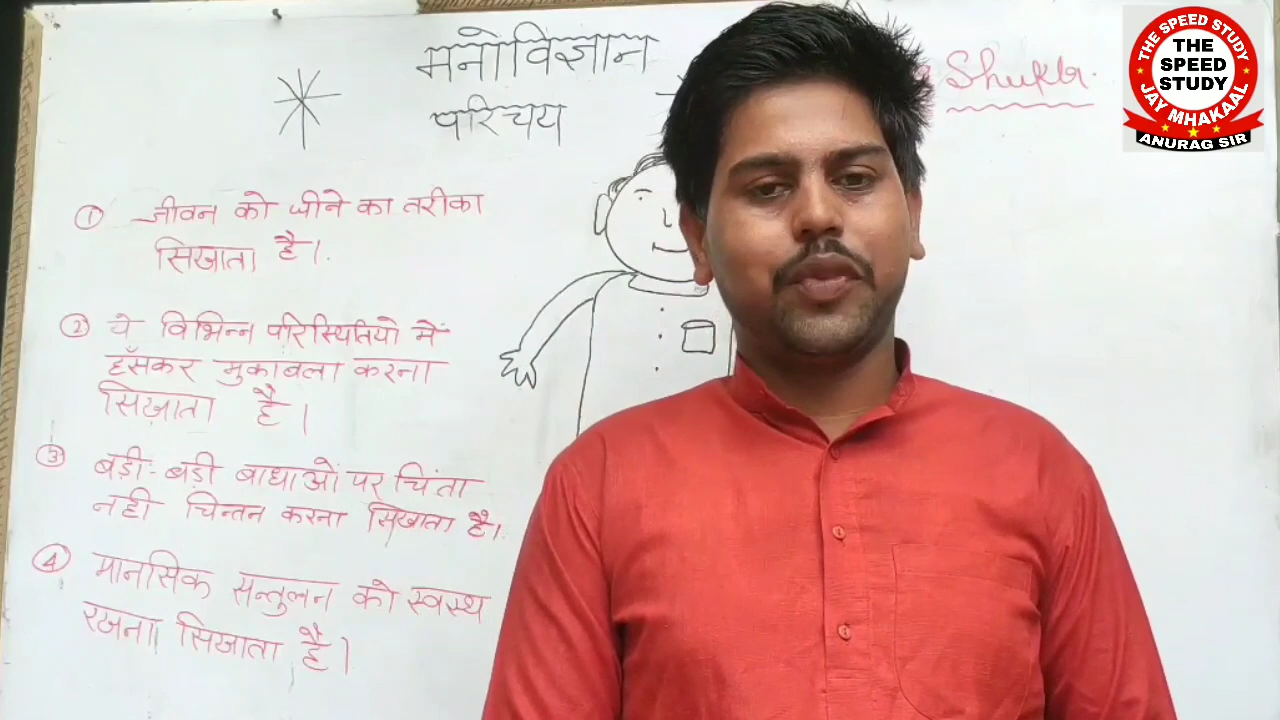 मनोविज्ञान
परिचय
Shukla.
① जीवन को जीने का तरीका
सिखाता है।
② ये विभिन्न परिस्थितियो में
हँसकर मुकाबला करना
सिखाता है।
③ बड़ी-बड़ी बाधाओं पर चिंता
नही चिन्तन करना सिखाता है।
④ मानसिक सन्तुलन को स्वस्थ
रखना सिखाता है।
THE SPEED STUDY
THE
SPEED
STUDY
JAY MHAKAAL
ANURAG SIR